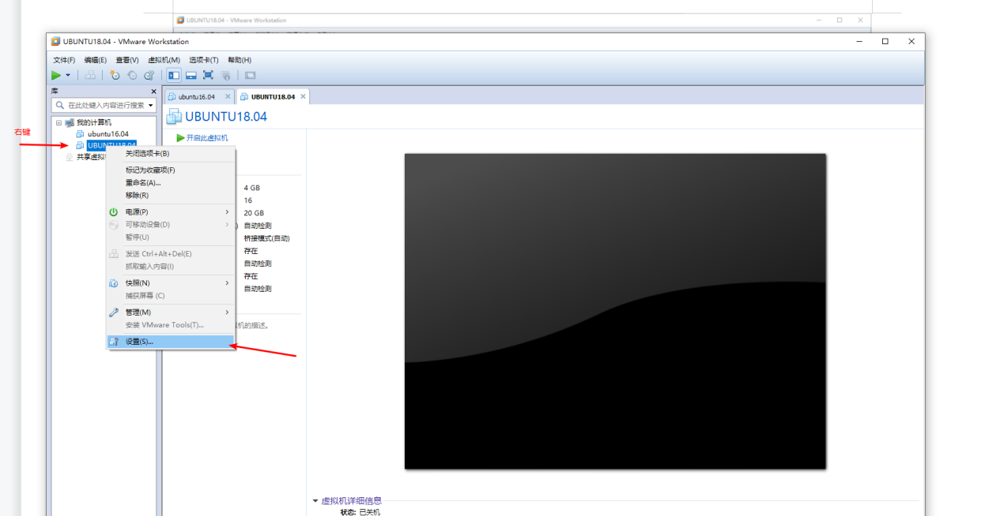 UBUNTU18.04 - VMware Workstation
UBUNTU18.04 - VMware Workstation
文件(F) 编辑(E) 查看(V) 虚拟机(M) 选项卡(T) 帮助(H)
库
在此处键入内容进行搜索
ubuntu16.04
UBUNTU18.04
我的计算机
ubuntu16.04
UBUNTU18.04
共享虚拟
右键
UBUNTU18.04
开启此虚拟机
关闭选项卡(B)
标记为收藏项(F)
重命名(A)...
移除(R)
电源(P)
可移动设备(D)
暂停(U)
发送 Ctrl+Alt+Del(E)
抓取输入内容(I)
快照(N)
捕获屏幕 (C)
管理(M)
安装 VMware Tools(T)...
设置(S)...
4 GB
16
20 GB
自动检测
桥接模式(自动)
存在
自动检测
存在
自动检测
机的描述。
虚拟机详细信息
状态: 已关机